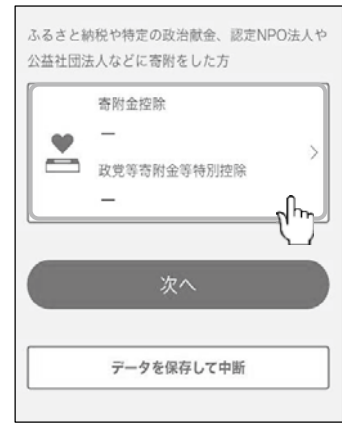 ふるさと納税や特定の政治献金、認定NPO法人や
公益社団法人などに寄附をした方
寄附金控除
ー
政党等寄附金等特別控除
ー
次へ
データを保存して中断